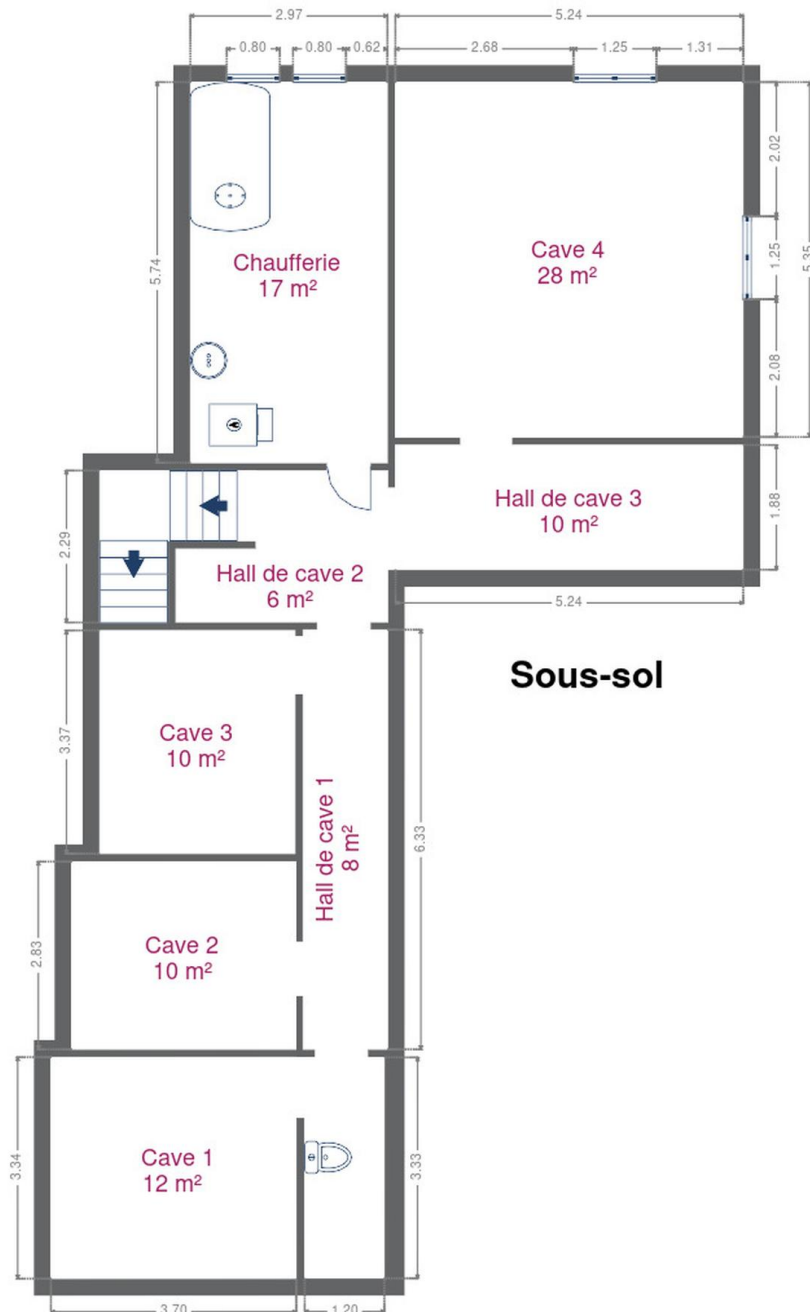 2.97
5.24
0.80
0.80
0.62
2.68
1.25
1.31
2.02
5.74
Chaufferie
17 m²
Cave 4
28 m²
1.25
5.35
2.08
Hall de cave 3
10 m²
1.88
2.29
Hall de cave 2
6 m²
5.24
Sous-sol
3.37
Cave 3
10 m²
Hall de cave 1
8 m²
6.33
2.83
Cave 2
10 m²
3.34
Cave 1
12 m²
3.33
3.70
1.20